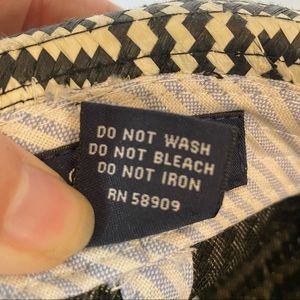 DO NOT WASH
DO NOT BLEACH
DO NOT IRON
RN 58909